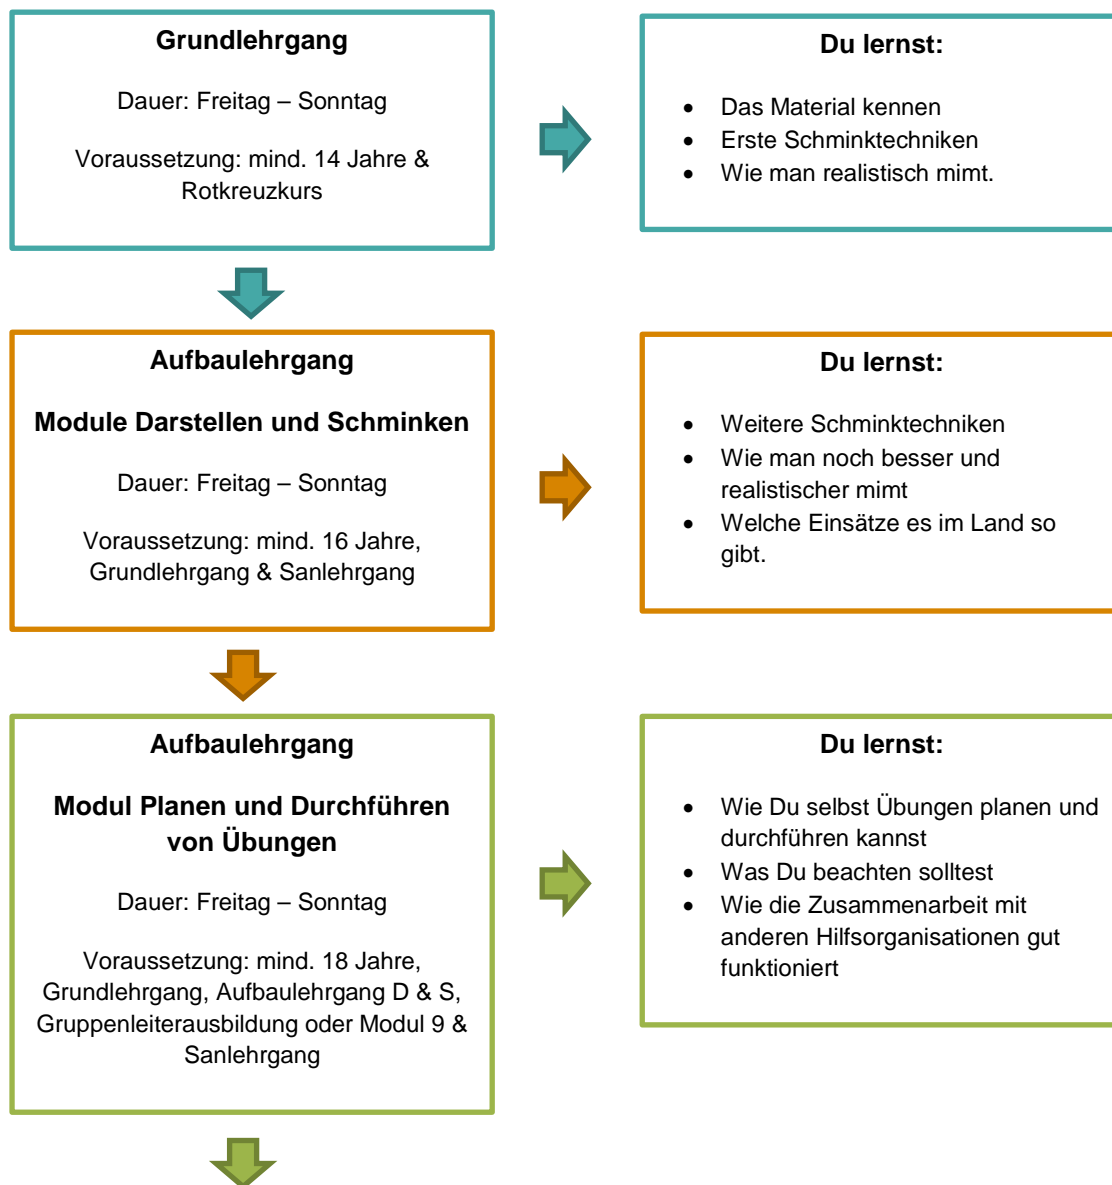 Grundlehrgang
Dauer: Freitag – Sonntag
Voraussetzung: mind. 14 Jahre &
Rotkreuzkurs
Du lernst:
• Das Material kennen
• Erste Schminktechniken
• Wie man realistisch mimt.
Aufbaulehrgang
Module Darstellen und Schminken
Dauer: Freitag – Sonntag
Voraussetzung: mind. 16 Jahre,
Grundlehrgang & Sanlehrgang
Du lernst:
• Weitere Schminktechniken
• Wie man noch besser und
realistischer mimt
• Welche Einsätze es im Land so
gibt.
Aufbaulehrgang
Modul Planen und Durchführen
von Übungen
Dauer: Freitag – Sonntag
Voraussetzung: mind. 18 Jahre,
Grundlehrgang, Aufbaulehrgang D & S,
Gruppenleiterausbildung oder Modul 9 &
Sanlehrgang
Du lernst:
• Wie Du selbst Übungen planen und
durchführen kannst
• Was Du beachten solltest
• Wie die Zusammenarbeit mit
anderen Hilfsorganisationen gut
funktioniert